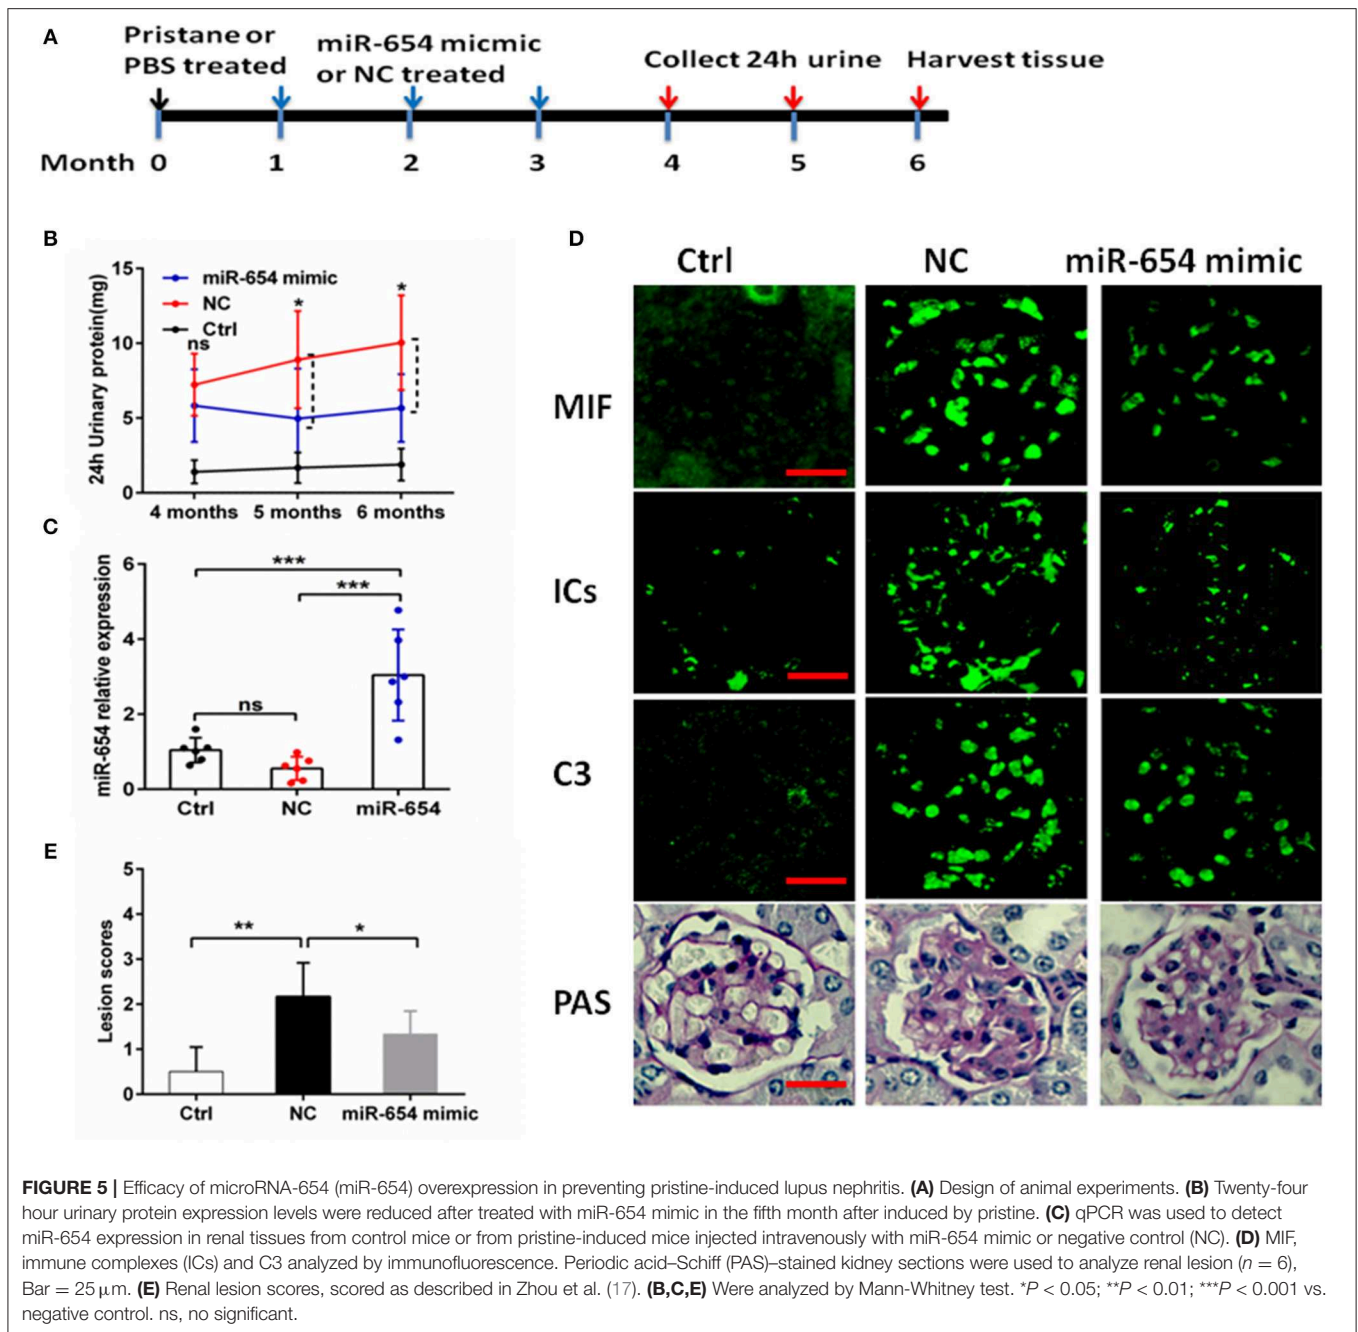 A
Pristane or
PBS treated
miR-654 micmic
or NC treated
Collect 24h urine
Harvest tissue
Month 0 1 2 3 4 5 6
B
24h Urinary protein(mg)
15
10
5
0
miR-654 mimic
NC
Ctrl
ns
*
*
4 months 5 months 6 months
C
miR-654 relative expression
6
4
2
0
***
***
ns
Ctrl NC miR-654
E
Lesion scores
5
4
3
2
1
0
**
*
Ctrl NC miR-654 mimic
D
Ctrl NC miR-654 mimic
MIF
ICs
C3
PAS
FIGURE 5 | Efficacy of microRNA-654 (miR-654) overexpression in preventing pristine-induced lupus nephritis. (A) Design of animal experiments. (B) Twenty-four
hour urinary protein expression levels were reduced after treated with miR-654 mimic in the fifth month after induced by pristine. (C) qPCR was used to detect
miR-654 expression in renal tissues from control mice or from pristine-induced mice injected intravenously with miR-654 mimic or negative control (NC). (D) MIF,
immune complexes (ICs) and C3 analyzed by immunofluorescence. Periodic acid–Schiff (PAS)–stained kidney sections were used to analyze renal lesion (n = 6),
Bar = 25 μm. (E) Renal lesion scores, scored as described in Zhou et al. (17). (B,C,E) Were analyzed by Mann-Whitney test. *P < 0.05; **P < 0.01; ***P < 0.001 vs.
negative control. ns, no significant.